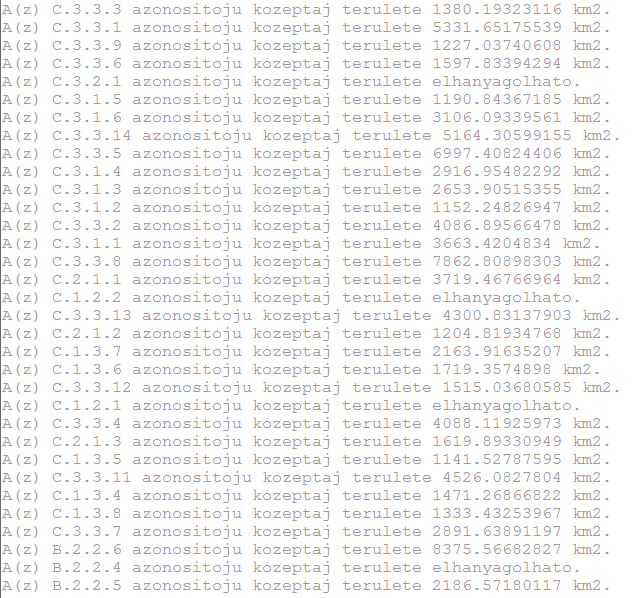 A(z) C.3.3.3 azonositoju kozeptaj terulete 1380.19323116 km2.
A(z) C.3.3.1 azonositoju kozeptaj terulete 5331.65175539 km2.
A(z) C.3.3.9 azonositoju kozeptaj terulete 1227.03740608 km2.
A(z) C.3.3.6 azonositoju kozeptaj terulete 1597.83394294 km2.
A(z) C.3.2.1 azonositoju kozeptaj terulete elhanyagolhato.
A(z) C.3.1.5 azonositoju kozeptaj terulete 1190.84367185 km2.
A(z) C.3.1.6 azonositoju kozeptaj terulete 3106.09339561 km2.
A(z) C.3.3.14 azonositoju kozeptaj terulete 5164.30599155 km2.
A(z) C.3.3.5 azonositoju kozeptaj terulete 6997.40824406 km2.
A(z) C.3.1.4 azonositoju kozeptaj terulete 2916.95482292 km2.
A(z) C.3.1.3 azonositoju kozeptaj terulete 2653.90515355 km2.
A(z) C.3.1.2 azonositoju kozeptaj terulete 1152.24826947 km2.
A(z) C.3.3.2 azonositoju kozeptaj terulete 4086.89566478 km2.
A(z) C.3.1.1 azonositoju kozeptaj terulete 3663.4204834 km2.
A(z) C.3.3.8 azonositoju kozeptaj terulete 7862.80898303 km2.
A(z) C.2.1.1 azonositoju kozeptaj terulete 3719.46766964 km2.
A(z) C.1.2.2 azonositoju kozeptaj terulete elhanyagolhato.
A(z) C.3.3.13 azonositoju kozeptaj terulete 4300.83137903 km2.
A(z) C.2.1.2 azonositoju kozeptaj terulete 1204.81934768 km2.
A(z) C.1.3.7 azonositoju kozeptaj terulete 2163.91635207 km2.
A(z) C.1.3.6 azonositoju kozeptaj terulete 1719.3574898 km2.
A(z) C.3.3.12 azonositoju kozeptaj terulete 1515.03680585 km2.
A(z) C.1.2.1 azonositoju kozeptaj terulete elhanyagolhato.
A(z) C.3.3.4 azonositoju kozeptaj terulete 4088.11925973 km2.
A(z) C.2.1.3 azonositoju kozeptaj terulete 1619.89330949 km2.
A(z) C.1.3.5 azonositoju kozeptaj terulete 1141.52787595 km2.
A(z) C.3.3.11 azonositoju kozeptaj terulete 4526.0827804 km2.
A(z) C.1.3.4 azonositoju kozeptaj terulete 1471.26866822 km2.
A(z) C.1.3.8 azonositoju kozeptaj terulete 1333.43253967 km2.
A(z) C.3.3.7 azonositoju kozeptaj terulete 2891.63891197 km2.
A(z) B.2.2.6 azonositoju kozeptaj terulete 8375.56682827 km2.
A(z) B.2.2.4 azonositoju kozeptaj terulete elhanyagolhato.
A(z) B.2.2.5 azonositoju kozeptaj terulete 2186.57180117 km2.